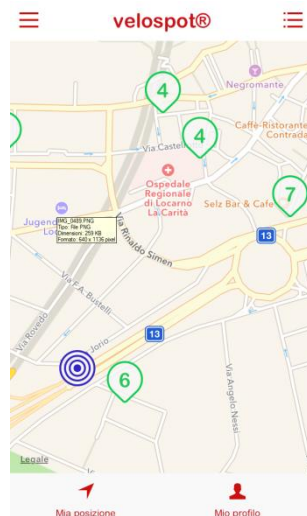 velospot®
Negromante
4
4
Caffè-Ristorante
Contrada
Via Castell
Ospedale
Regionale
di Locarno
La Carità
7
Selz Bar & Cafe
Jugend
Lo
IMG_0489.PNG
Tipo: File PNG
Dimensioni: 259 KB
Formato: 640 x 1136 pixel
Via Rinaldo Simen
13
Via F.A. Bustelli
13
Via Rovedo
Jorio
6
Via Angelo Nessi
Legale
Mia posizione
Mio profilo